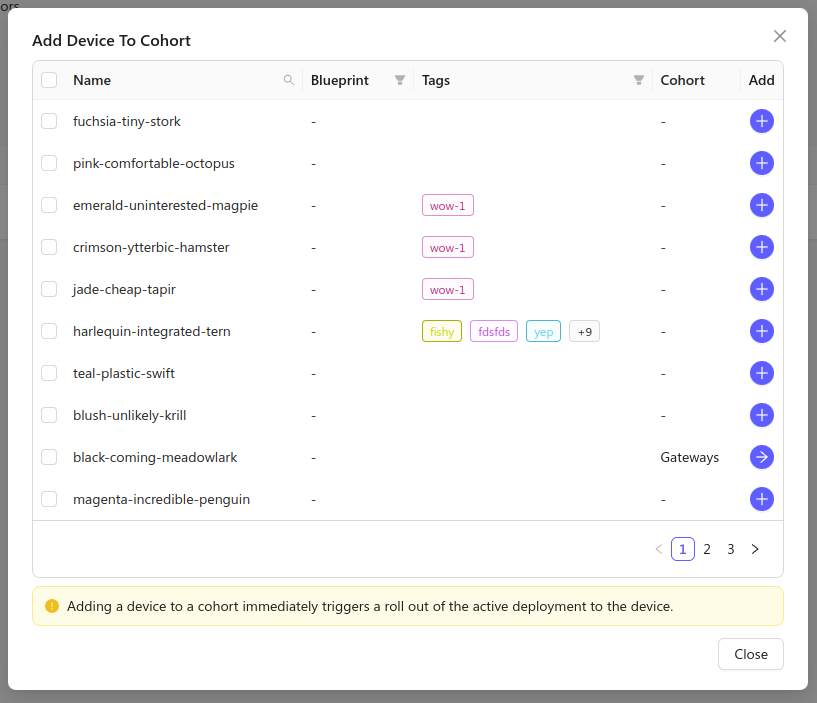 ors
Add Device To Cohort
Name Blueprint Tags Cohort Add
fuchsia-tiny-stork - -
pink-comfortable-octopus - -
emerald-uninterested-magpie - wow-1 -
crimson-ytterbic-hamster - wow-1 -
jade-cheap-tapir - wow-1 -
harlequin-integrated-tern - fishy fdsfds yep +9 -
teal-plastic-swift - -
blush-unlikely-krill - -
black-coming-meadowlark - Gateways
magenta-incredible-penguin - -
1 2 3
Adding a device to a cohort immediately triggers a roll out of the active deployment to the device.
Close